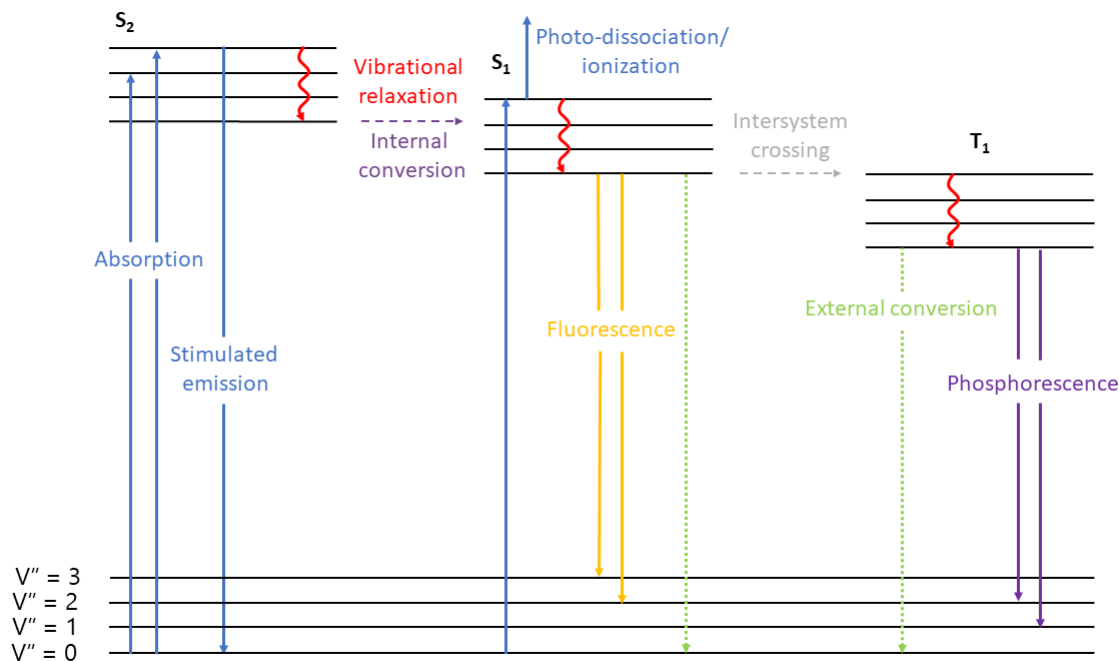 S2
Photo-dissociation/
ionization
S1
Vibrational
relaxation
Internal
conversion
Intersystem
crossing
T1
Absorption
External conversion
Fluorescence
Stimulated
emission
Phosphorescence
V” = 3
V” = 2
V” = 1
V” = 0